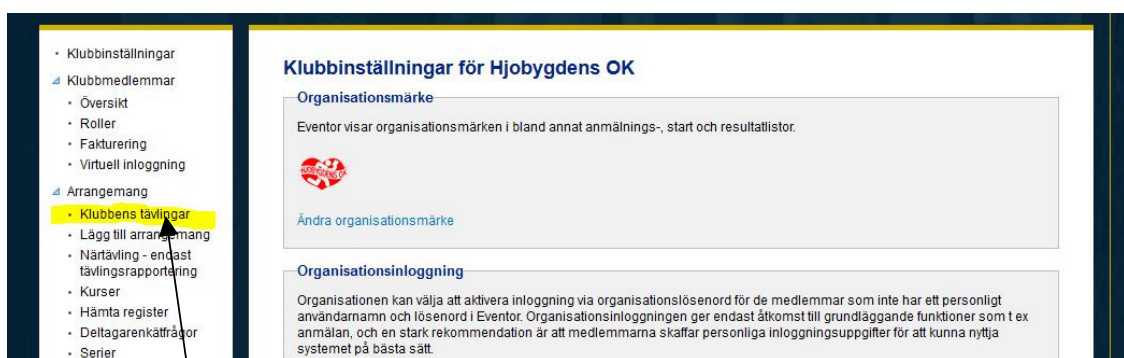 Klubbinställningar
Klubbmedlemmar
Översikt
Roller
Fakturering
Virtuell inloggning
Arrangemang
Klubbens tävlingar
Lägg till arrangemang
Närtävling - endast
tävlingsrapportering
Kurser
Hämta register
Deltagarenkätfrågor
Serier
Klubbinställningar för Hjobygdens OK
Organisationsmärke
Eventor visar organisationsmärken i bland annat anmälnings-, start och resultatlistor.
HJOBYGDENS OK
Ändra organisationsmärke
Organisationsinloggning
Organisationen kan välja att aktivera inloggning via organisationslösenord för de medlemmar som inte har ett personligt
användarnamn och lösenord i Eventor. Organisationsinloggningen ger endast åtkomst till grundläggande funktioner som t ex
anmälan, och en stark rekommendation är att medlemmarna skaffar personliga inloggningsuppgifter för att kunna nyttja
systemet på bästa sätt.